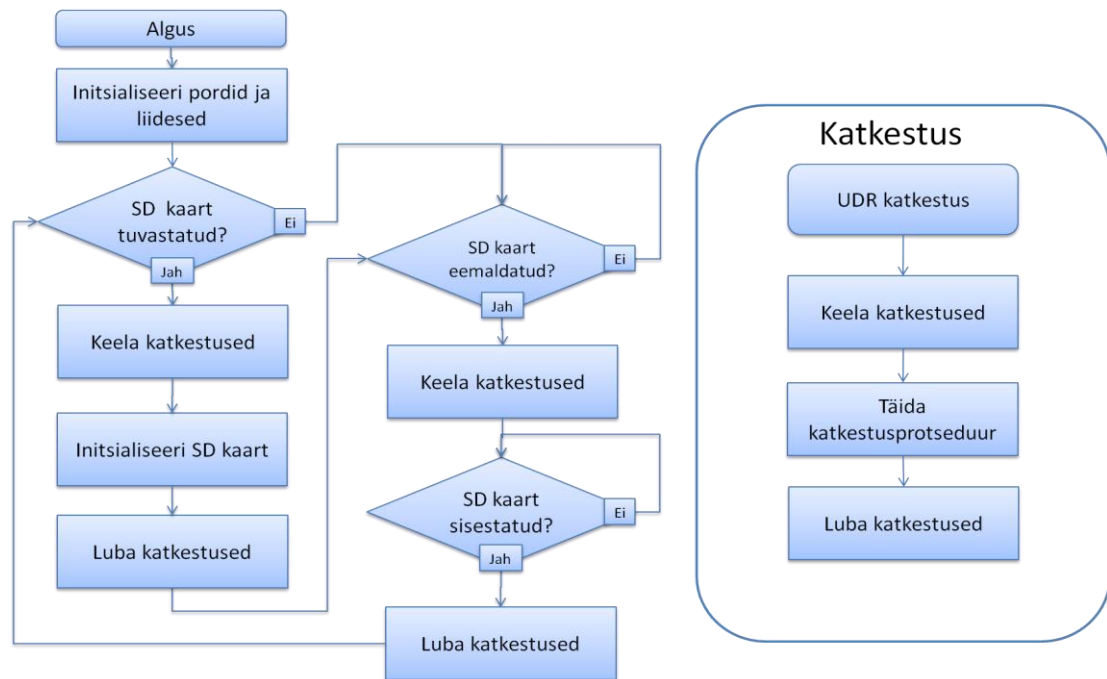 Algus
Initsialiseeri pordid ja
liidesed
SD kaart
tuvastatud?
Ei
Jah
Keela katkestused
Initsialiseeri SD kaart
Luba katkestused
SD kaart
eemaldatud?
Ei
Jah
Keela katkestused
SD kaart
sisestatud?
Ei
Jah
Luba katkestused
Katkestus
UDR katkestus
Keela katkestused
Täida
katkestusprotseduur
Luba katkestused